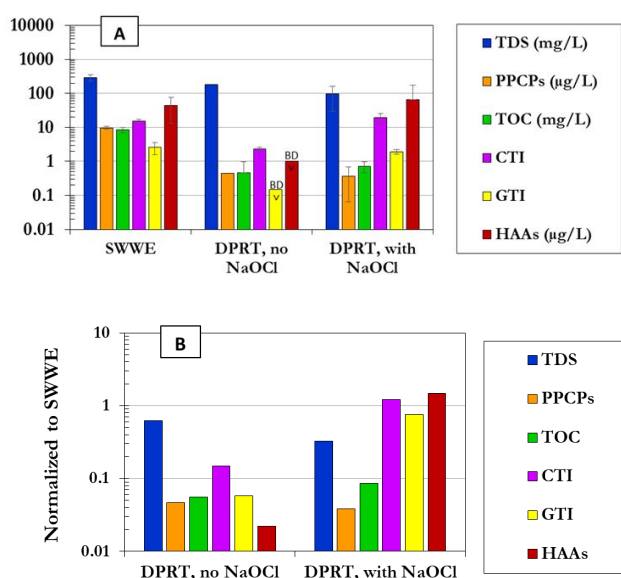 A
10000
1000
100
10
1
0.1
0.01
BD
v
BD
v
SWWE
DPRT, no
NaOCl
DPRT, with
NaOCl
TDS (mg/L)
PPCPs (µg/L)
TOC (mg/L)
CTI
GTI
HAAs (µg/L)
B
Normalized to SWWE
10
1
0.1
0.01
DPRT, no NaOCl
DPRT, with NaOCl
TDS
PPCPs
TOC
CTI
GTI
HAAs